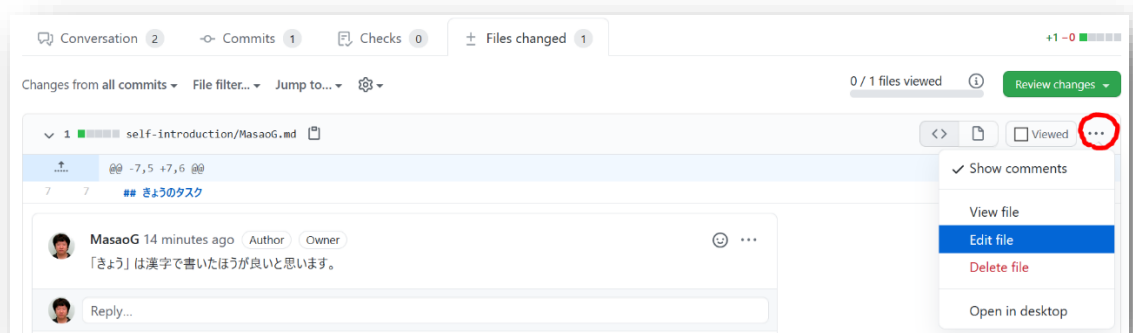 Conversation 2 Commits 1 Checks 0 Files changed 1 +1 −0
Changes from all commits File filter... Jump to... 0 / 1 files viewed Review changes
1 self-introduction/MasaoG.md Viewed
@@ -7,5 +7,6 @@
7 7 ## きょうのタスク
MasaoG 14 minutes ago Author Owner
「きょう」は漢字で書いたほうが良いと思います。
Reply...
Show comments
View file
Edit file
Delete file
Open in desktop